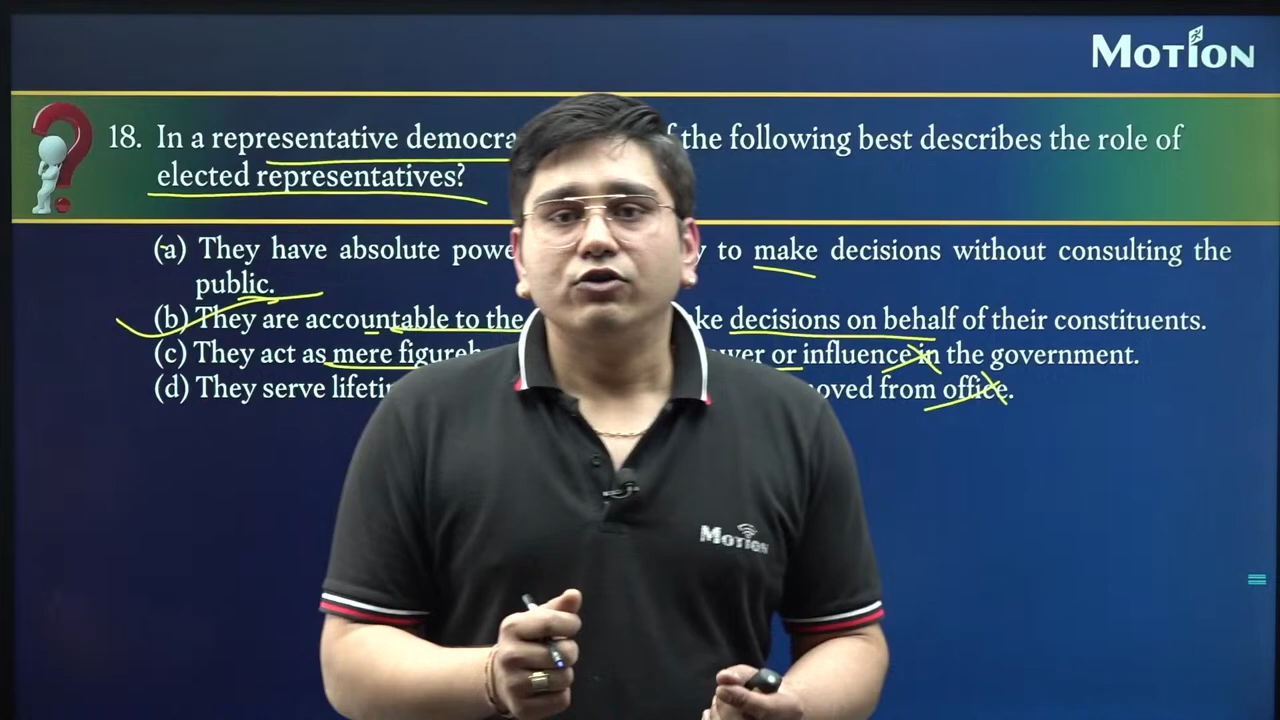 MOTION
18. In a representative democra f the following best describes the role of
elected representatives?
(a) They have absolute powe y to make decisions without consulting the
public.
(b) They are accountable to the ke decisions on behalf of their constituents.
(c) They act as mere figureh wer or influence in the government.
(d) They serve lifeti oved from office.
MOTION